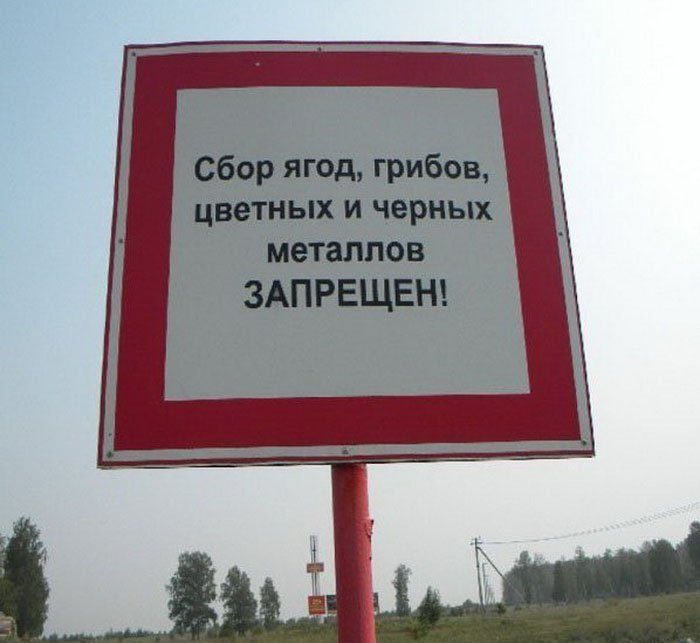 Сбор ягод, грибов,
цветных и черных
металлов
ЗАПРЕЩЕН!